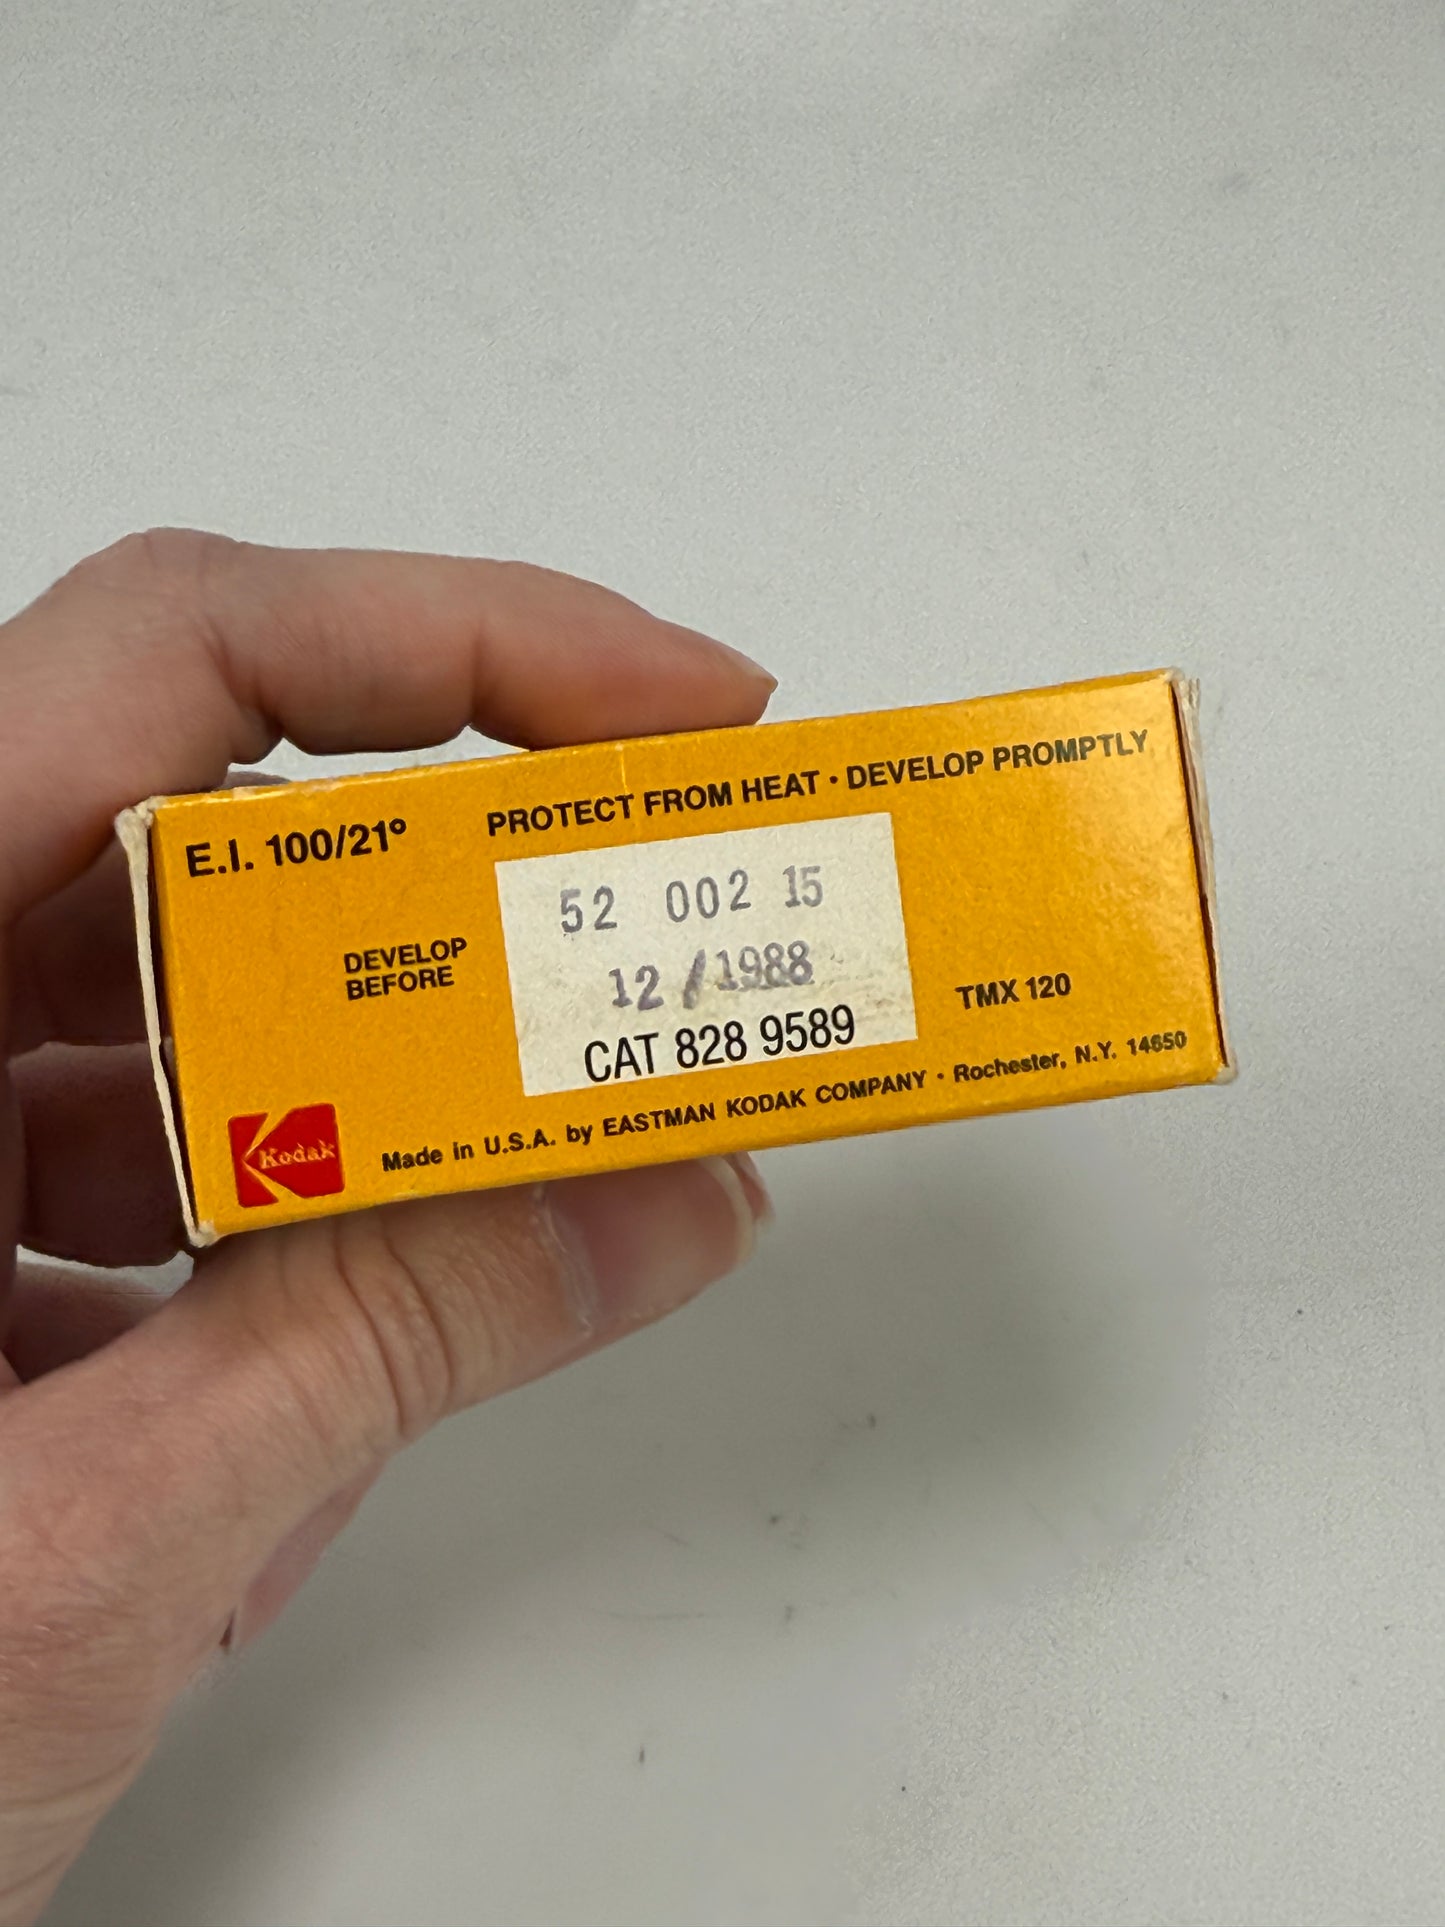 E.I. 100/21°
PROTECT FROM HEAT · DEVELOP PROMPTLY
52 002 15
DEVELOP
BEFORE
12/1988
TMX 120
CAT 828 9589
Kodak
Made in U.S.A. by EASTMAN KODAK COMPANY · Rochester, N.Y. 14650